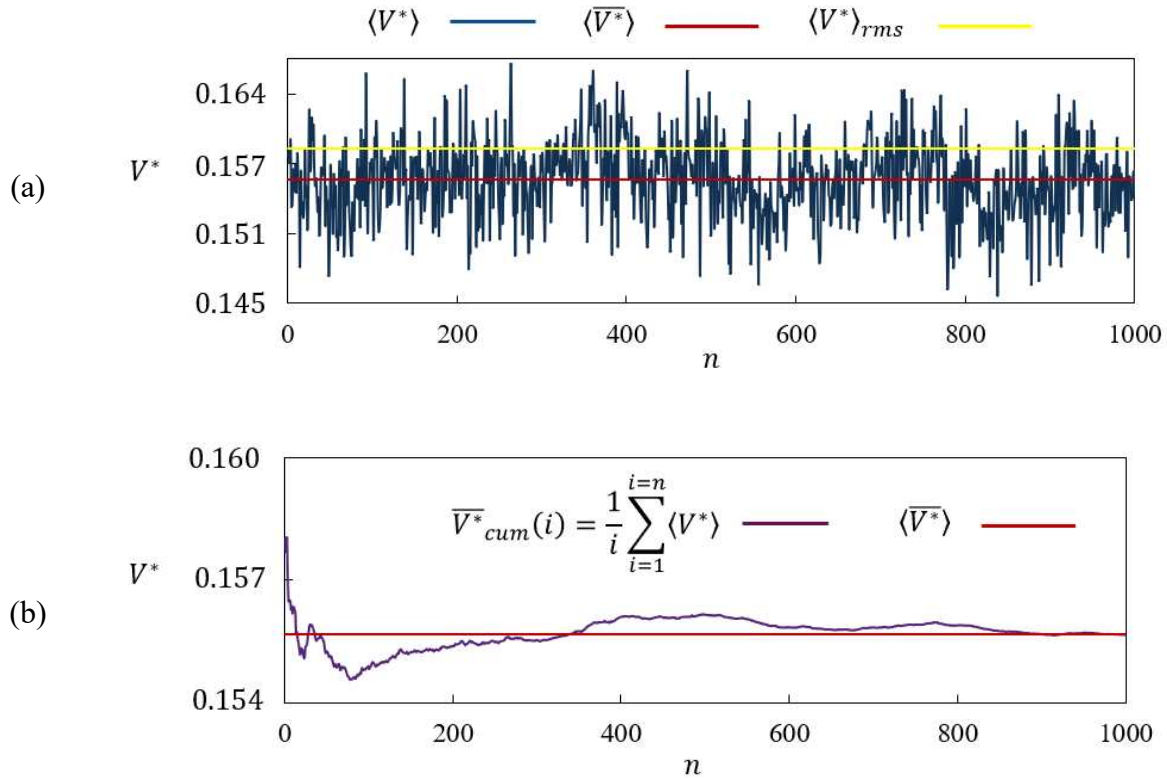 ⟨V*⟩ ⟨V̅*̅⟩ ⟨V*⟩rms
(a)
V*
0.164
0.157
0.151
0.145
0 200 400 600 800 1000
n
(b)
V*
0.160
0.157
0.154
V̅*̅cum(i) = 1/i ∑_{i=1}^{i=n} ⟨V*⟩ ⟨V̅*̅⟩
0 200 400 600 800 1000
n